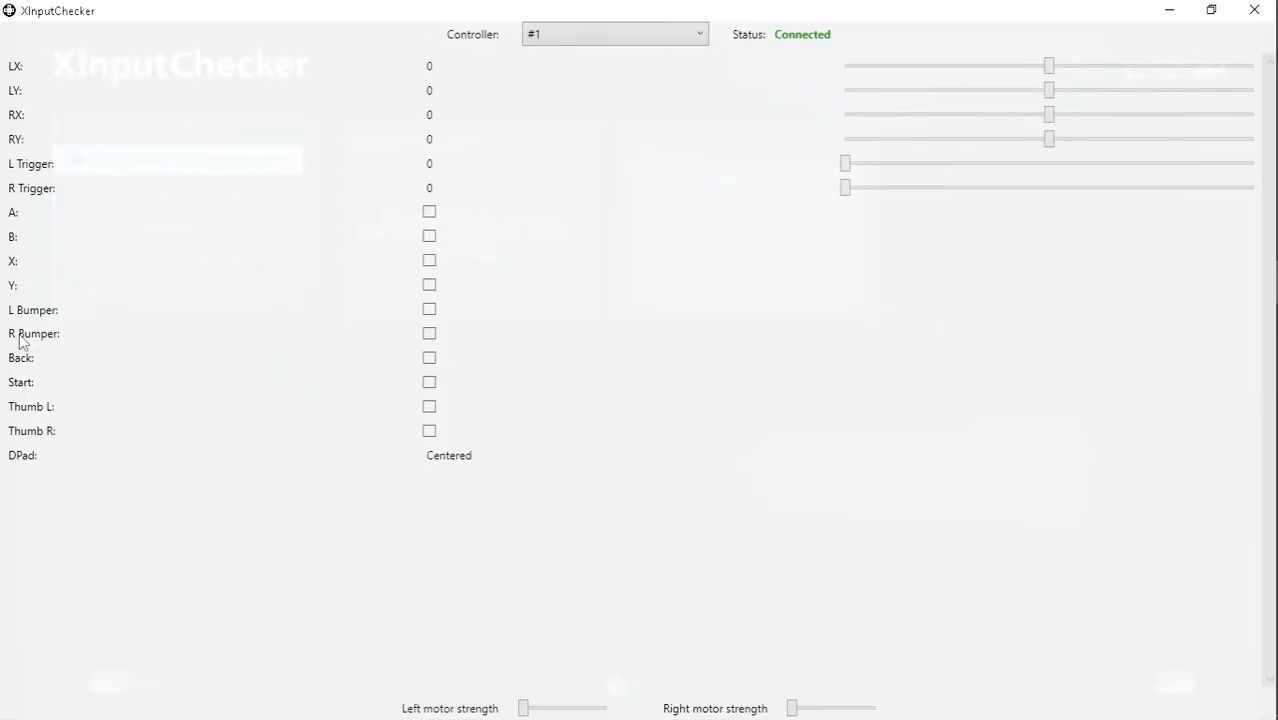 XInputChecker
Controller: #1 Status: Connected
XInputChecker
LX: 0
LY: 0
RX: 0
RY: 0
L Trigger: 0
R Trigger: 0
A:
B:
X:
Y:
L Bumper:
R Bumper:
Back:
Start:
Thumb L:
Thumb R:
DPad: Centered
Left motor strength Right motor strength